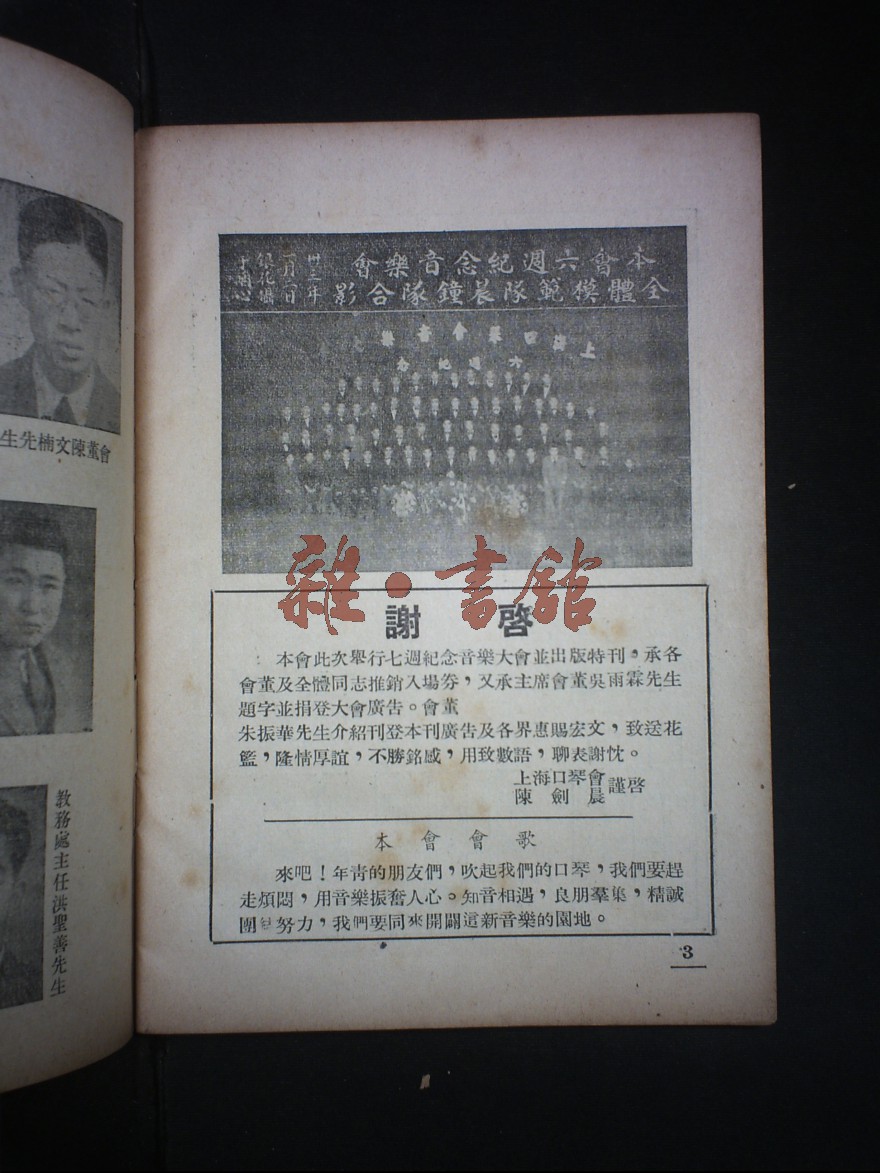 本會六週紀念音樂會
全體模範隊晨鐘隊合影
卅三年
一月二日
銀花攝
于蘭心
上海口琴會音樂
六週紀
雜·書館
謝啓
本會此次舉行七週紀念音樂大會並出版特刊，承各
會董及全體同志推銷入場券，又承主席會董吳雨霖先生
題字並捐登大會廣告。會董
朱振華先生介紹刊登本刊廣告及各界惠賜宏文，致送花
籃，隆情厚誼，不勝銘感，用致數語，聊表謝忱。
上海口琴會
陳劍晨
謹啓
本會會歌
來吧！年青的朋友們，吹起我們的口琴，我們要趕
走煩悶，用音樂振奮人心。知音相遇，良朋羣集，精誠
團結努力，我們要同來開闢這新音樂的園地。
3
會董陳文楠先生
教務處主任洪聖善先生